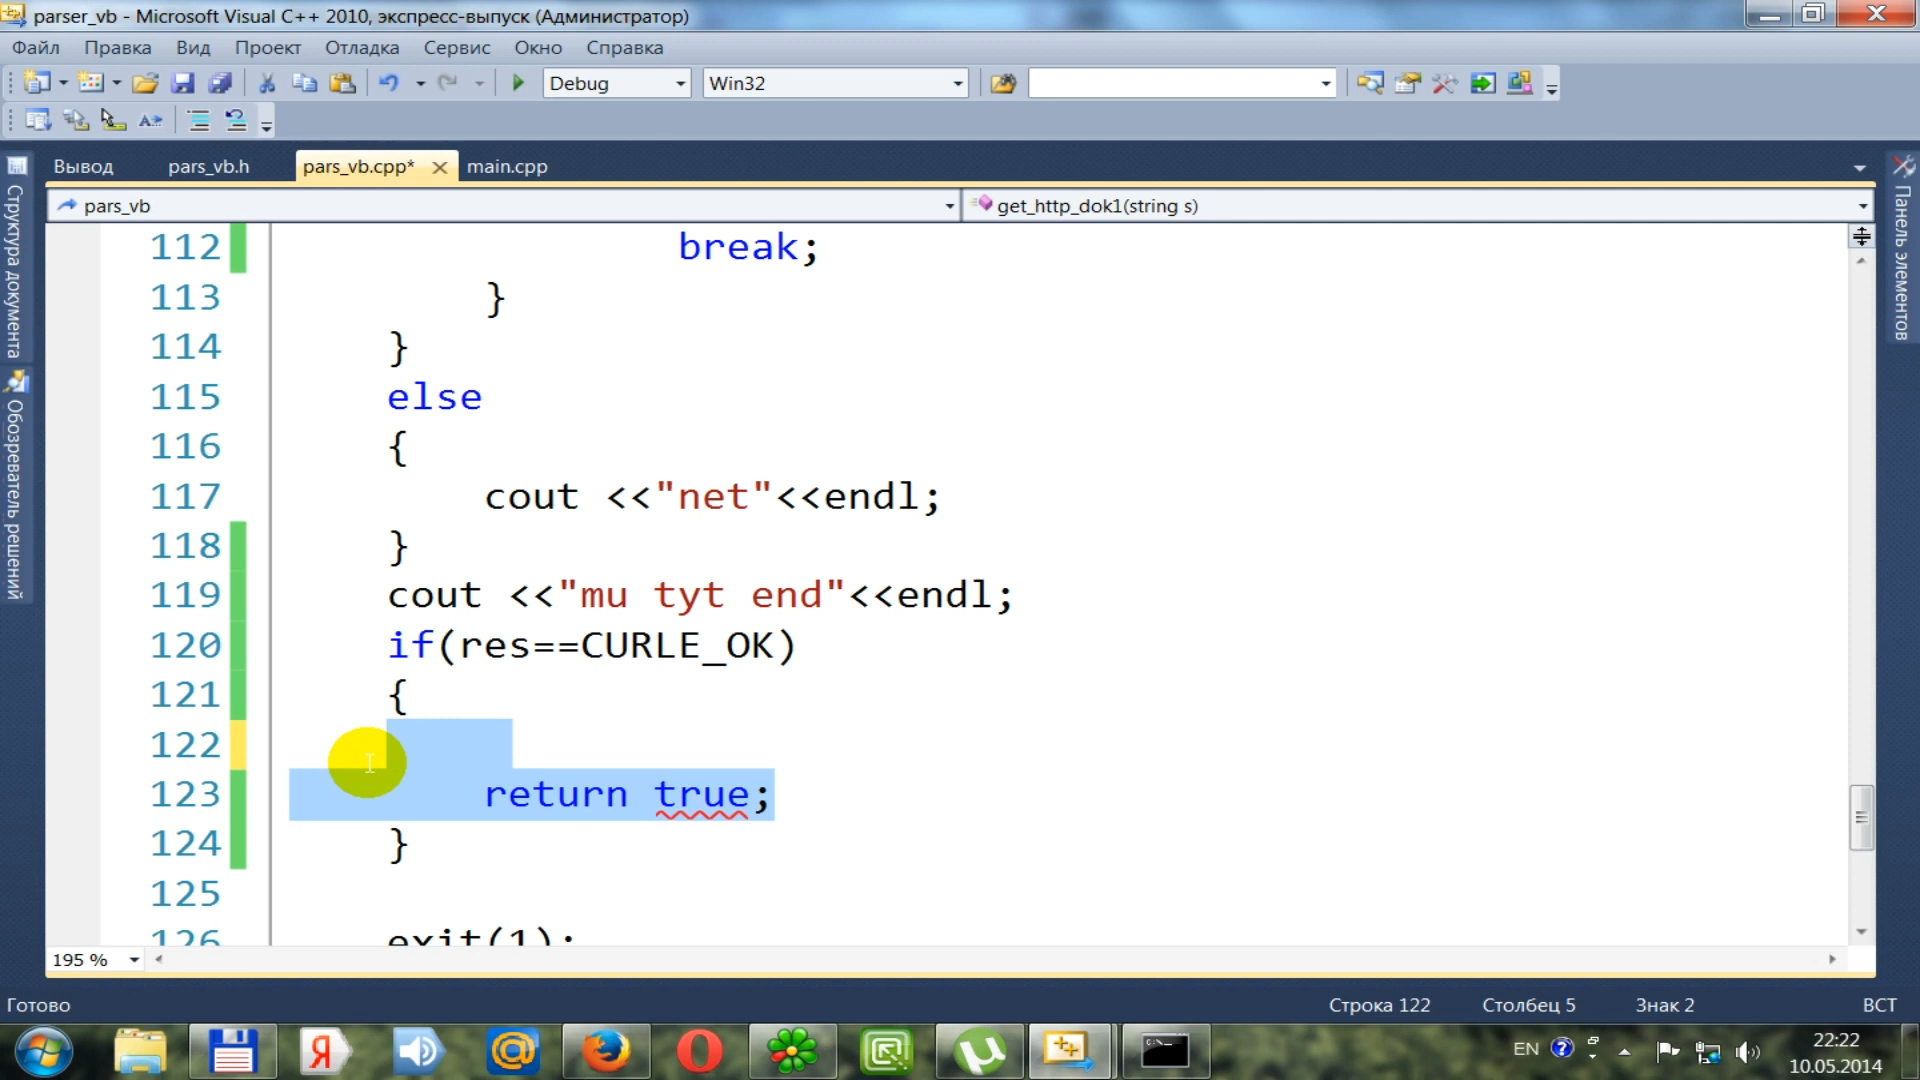 parser_vb - Microsoft Visual C++ 2010, экспресс-выпуск (Администратор)
Файл Правка Вид Проект Отладка Сервис Окно Справка
Debug Win32
Вывод pars_vb.h pars_vb.cpp* main.cpp
pars_vb get_http_dok1(string s)
Структура документа
Обозреватель решений
Панель элементов
112 break;
113 }
114 }
115 else
116 {
117 cout <<"net"<<endl;
118 }
119 cout <<"mu tyt end"<<endl;
120 if(res==CURLE_OK)
121 {
122
123 return true;
124 }
125
126 exit(1);
195 %
Готово Строка 122 Столбец 5 Знак 2 ВСТ
EN 22:22
10.05.2014